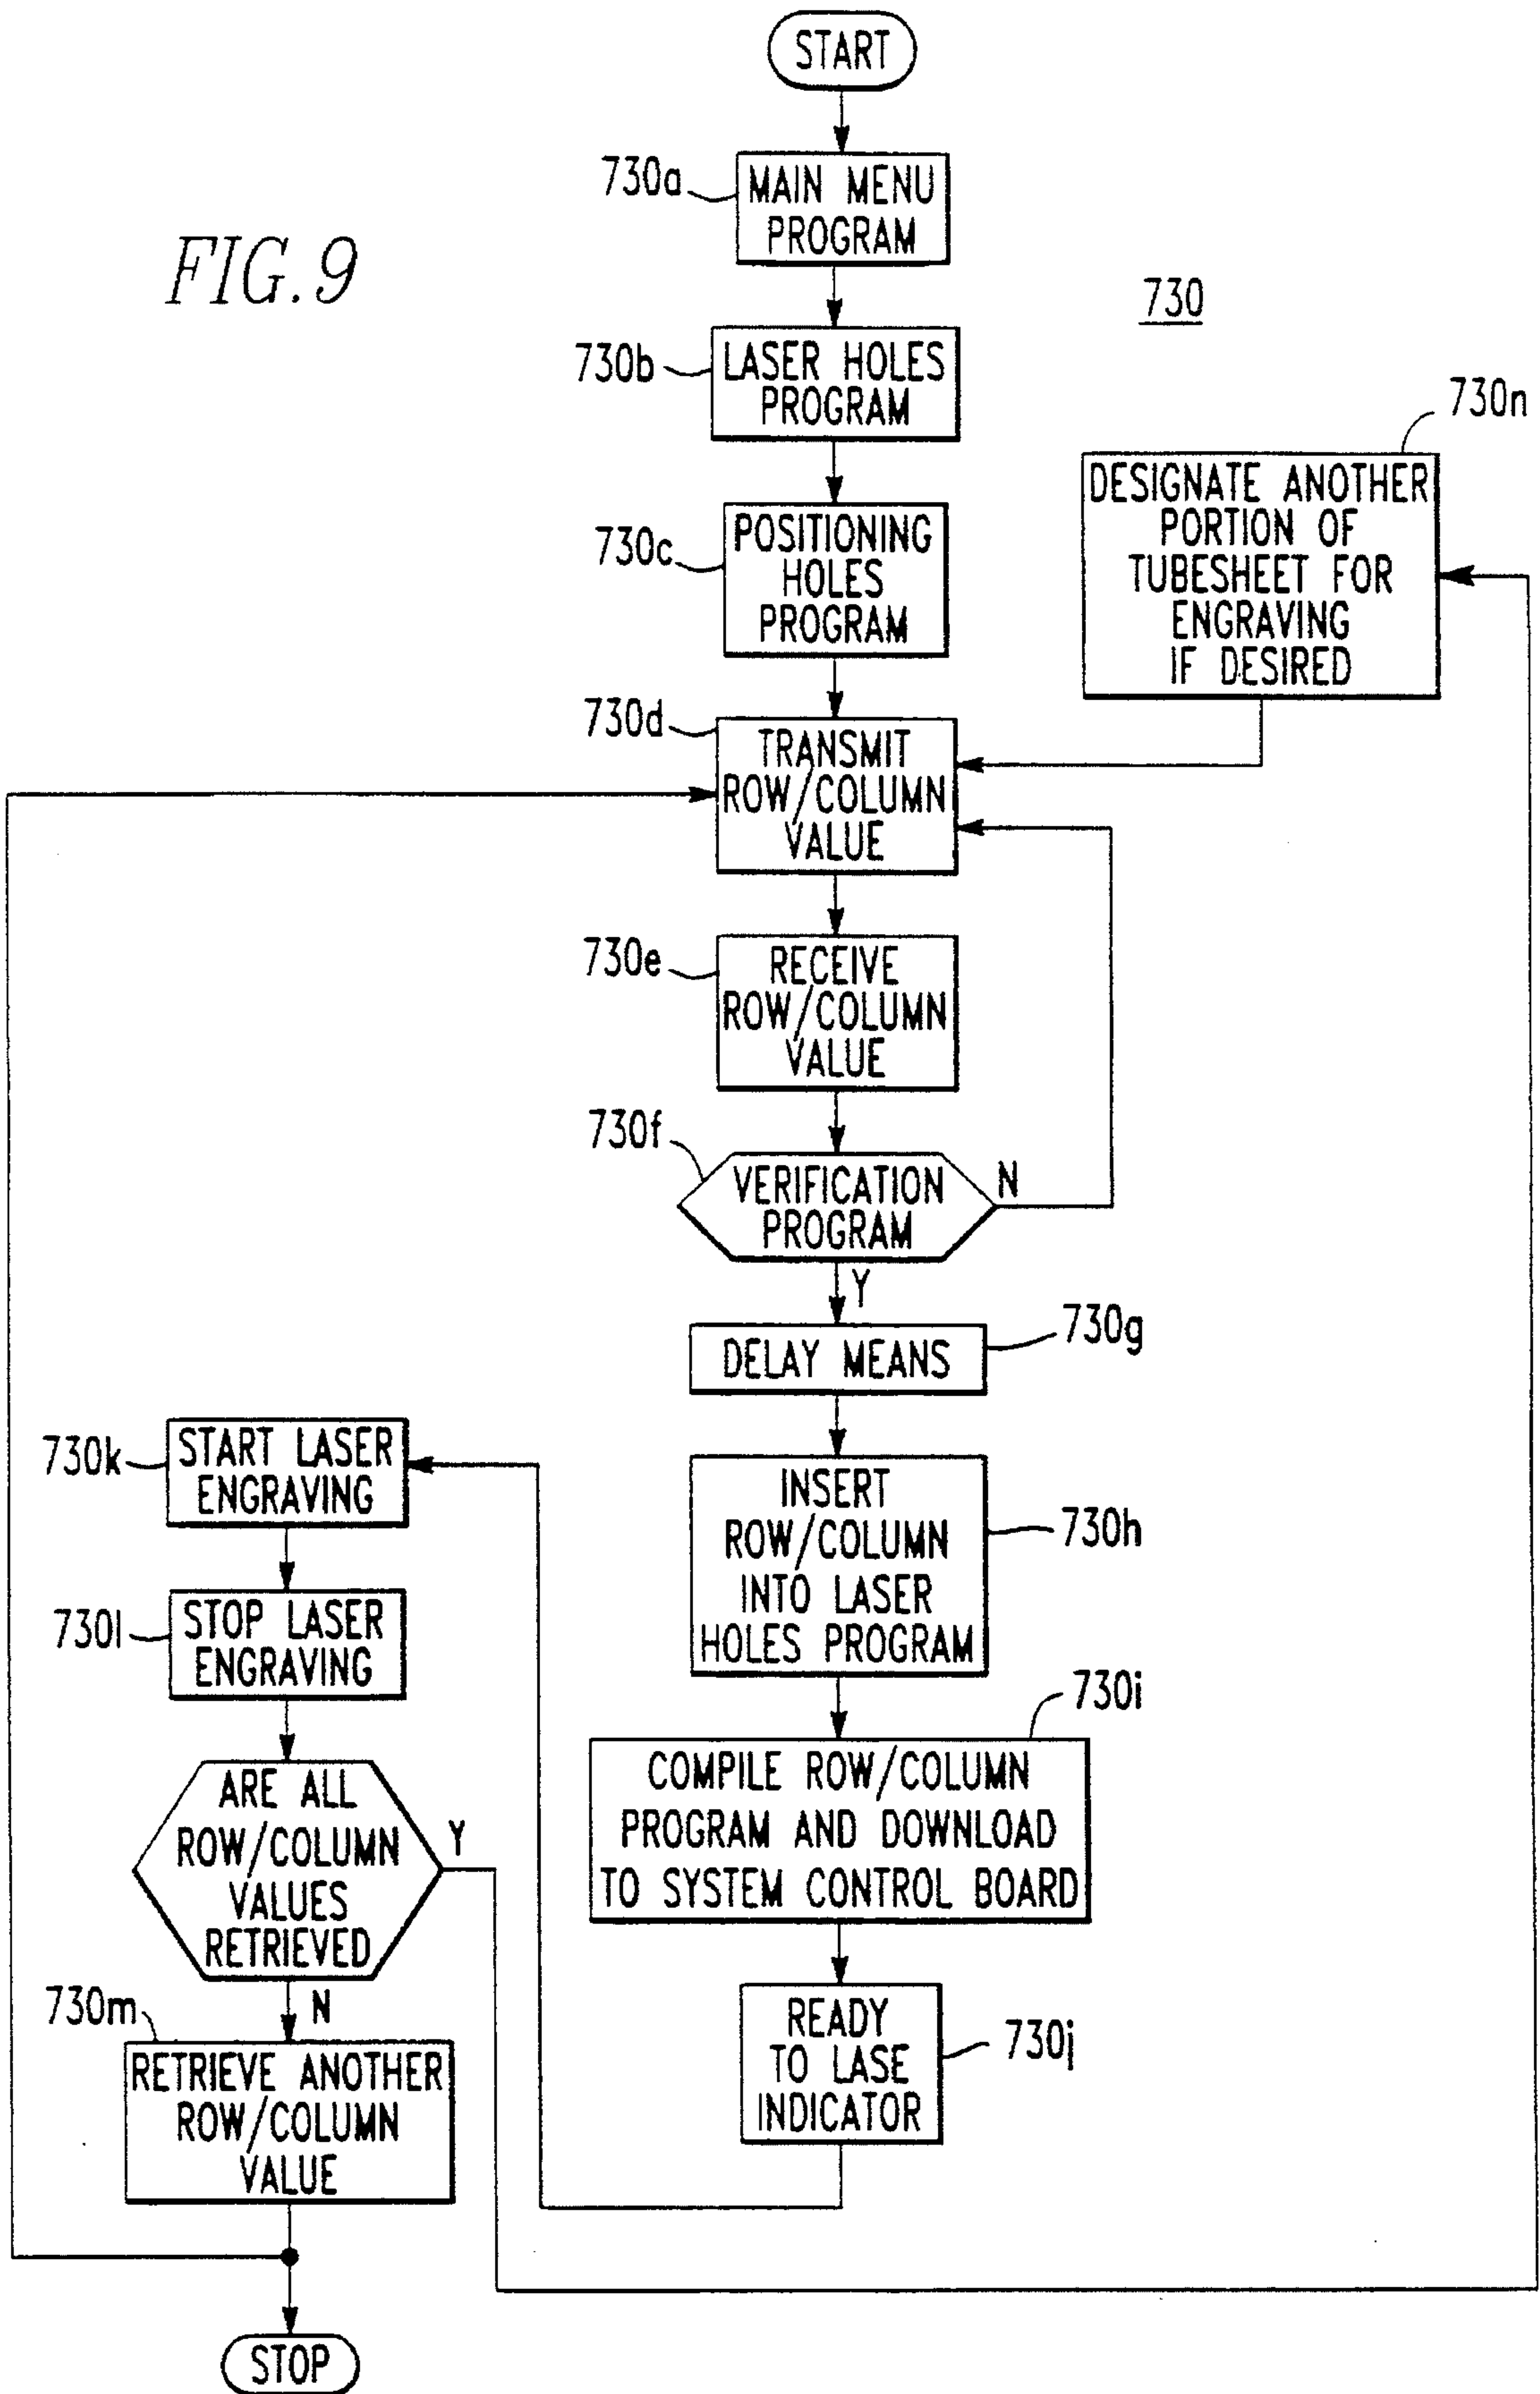 START
730a
MAIN MENU
PROGRAM
FIG. 9
730
730b
LASER HOLES
PROGRAM
730n
DESIGNATE ANOTHER
PORTION OF
TUBESHEET FOR
ENGRAVING
IF DESIRED
730c
POSITIONING
HOLES
PROGRAM
730d
TRANSMIT
ROW/COLUMN
VALUE
730e
RECEIVE
ROW/COLUMN
VALUE
730f
VERIFICATION
PROGRAM
N
Y
730g
DELAY MEANS
730h
INSERT
ROW/COLUMN
INTO LASER
HOLES PROGRAM
730i
COMPILE ROW/COLUMN
PROGRAM AND DOWNLOAD
TO SYSTEM CONTROL BOARD
730j
READY
TO LASE
INDICATOR
730k
START LASER
ENGRAVING
730l
STOP LASER
ENGRAVING
ARE ALL
ROW/COLUMN
VALUES
RETRIEVED
Y
N
730m
RETRIEVE ANOTHER
ROW/COLUMN
VALUE
STOP